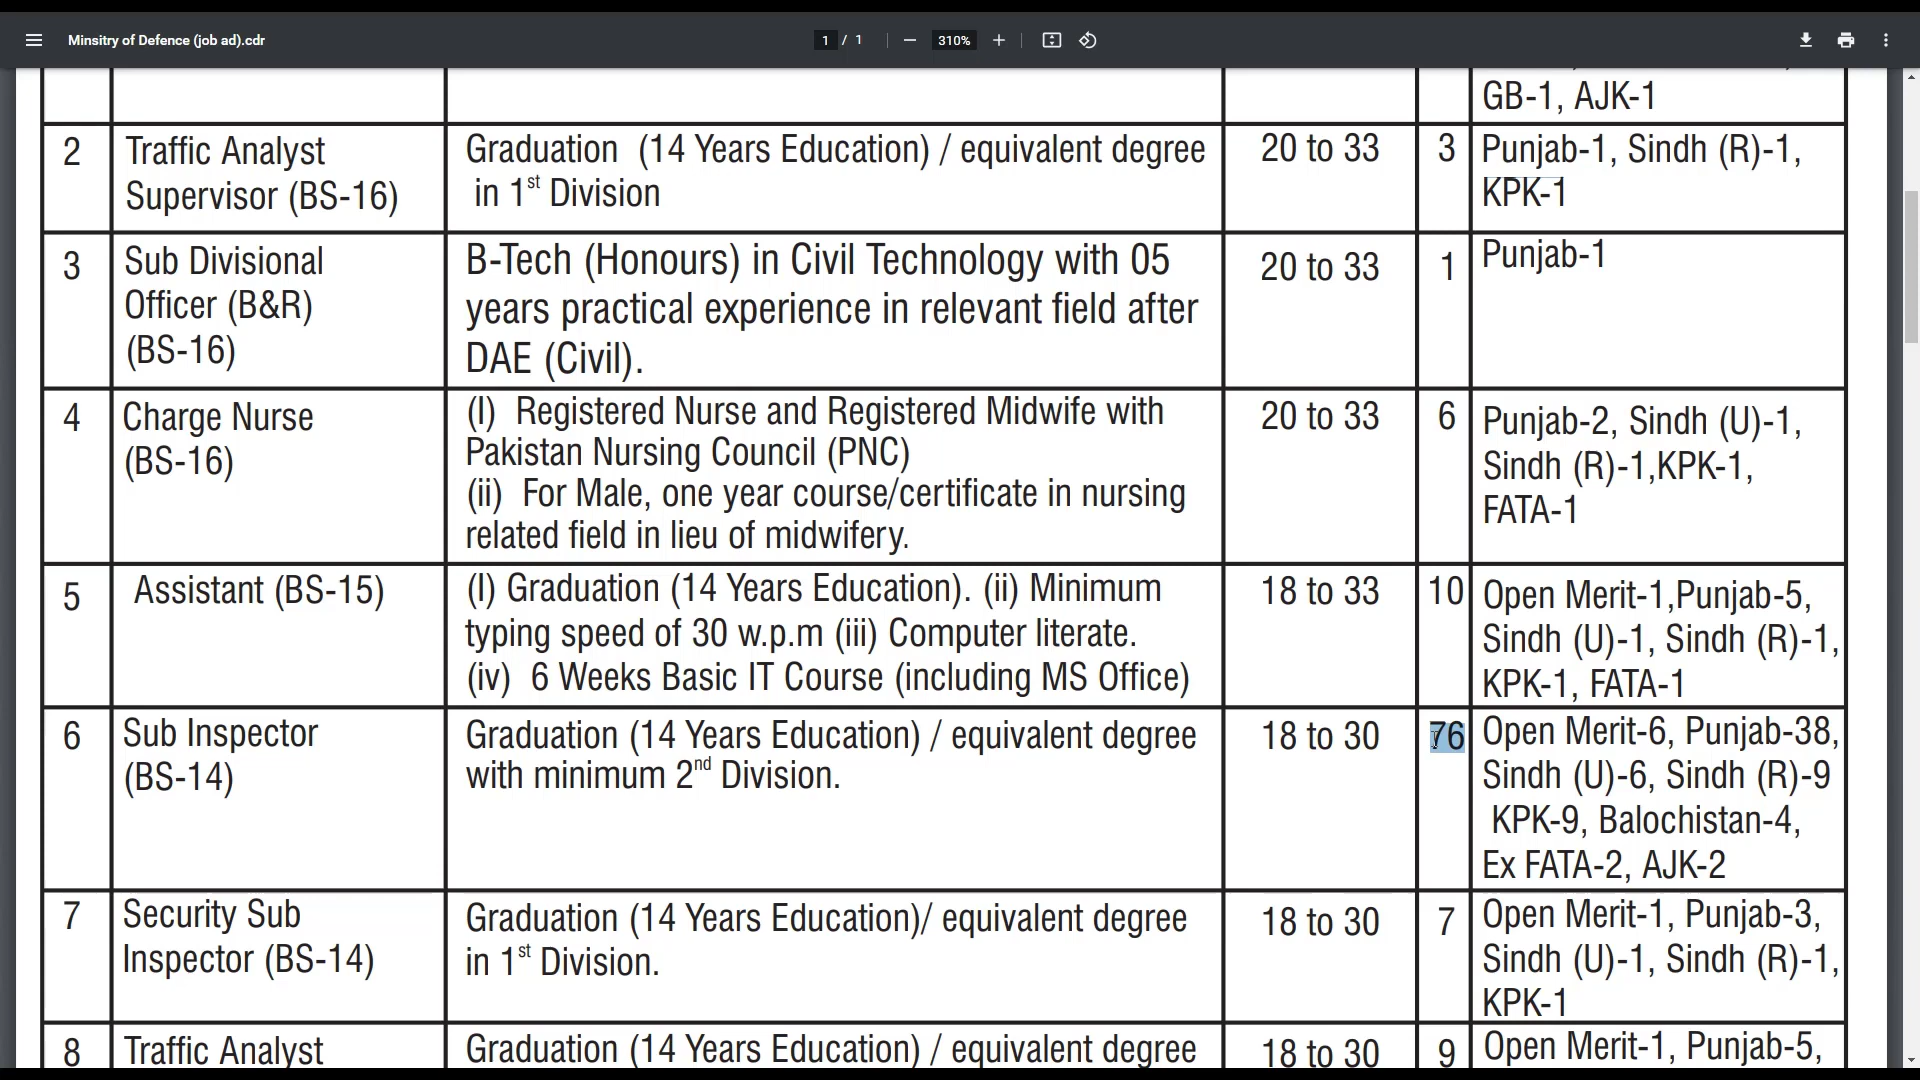 Minsitry of Defence (job ad).cdr
1 / 1
310%
GB-1, AJK-1
2
Traffic Analyst
Supervisor (BS-16)
Graduation (14 Years Education) / equivalent degree
in 1st Division
20 to 33
3
Punjab-1, Sindh (R)-1,
KPK-1
3
Sub Divisional
Officer (B&R)
(BS-16)
B-Tech (Honours) in Civil Technology with 05
years practical experience in relevant field after
DAE (Civil).
20 to 33
1
Punjab-1
4
Charge Nurse
(BS-16)
(I) Registered Nurse and Registered Midwife with
Pakistan Nursing Council (PNC)
(ii) For Male, one year course/certificate in nursing
related field in lieu of midwifery.
20 to 33
6
Punjab-2, Sindh (U)-1,
Sindh (R)-1,KPK-1,
FATA-1
5
Assistant (BS-15)
(I) Graduation (14 Years Education). (ii) Minimum
typing speed of 30 w.p.m (iii) Computer literate.
(iv) 6 Weeks Basic IT Course (including MS Office)
18 to 33
10
Open Merit-1,Punjab-5,
Sindh (U)-1, Sindh (R)-1,
KPK-1, FATA-1
6
Sub Inspector
(BS-14)
Graduation (14 Years Education) / equivalent degree
with minimum 2nd Division.
18 to 30
76
Open Merit-6, Punjab-38,
Sindh (U)-6, Sindh (R)-9
KPK-9, Balochistan-4,
Ex FATA-2, AJK-2
7
Security Sub
Inspector (BS-14)
Graduation (14 Years Education)/ equivalent degree
in 1st Division.
18 to 30
7
Open Merit-1, Punjab-3,
Sindh (U)-1, Sindh (R)-1,
KPK-1
8
Traffic Analyst
Graduation (14 Years Education) / equivalent degree
18 to 30
9
Open Merit-1, Punjab-5,